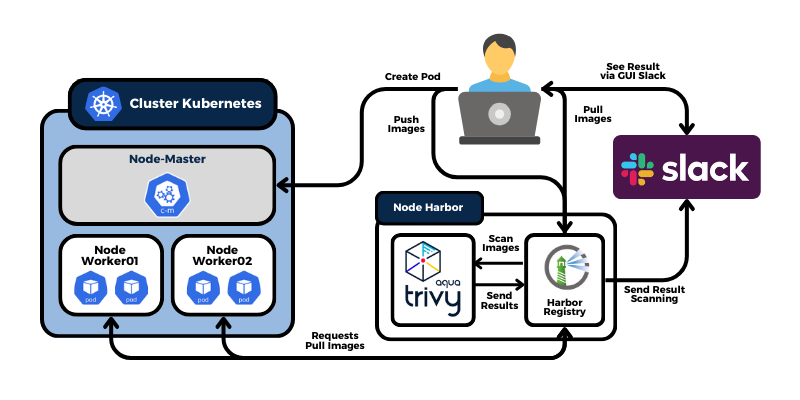 Create Pod
Push
Images
See Result
via GUI Slack
Pull
Images
Cluster Kubernetes
Node-Master
c-m
Node
Worker01
pod
pod
Node
Worker02
pod
pod
slack
Node Harbor
aqua
trivy
Scan
Images
Send
Results
Harbor
Registry
Send Result
Scanning
Requests
Pull Images